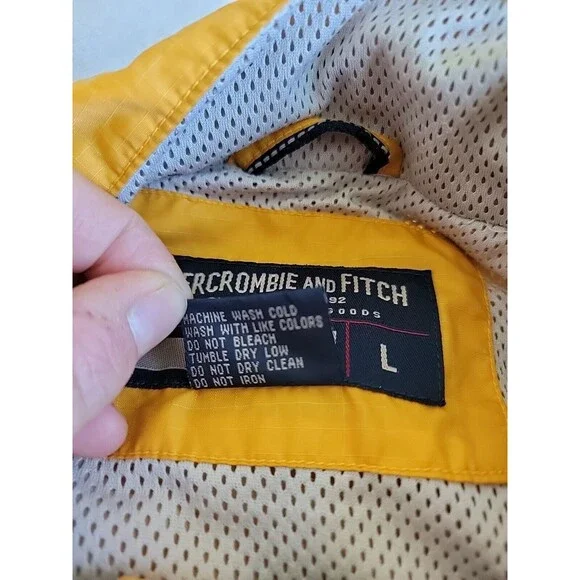 ERCROMBIE AND FITCH
92
GOODS
L
MACHINE WASH COLD
WASH WITH LIKE COLORS
DO NOT BLEACH
TUMBLE DRY LOW
DO NOT DRY CLEAN
DO NOT IRON